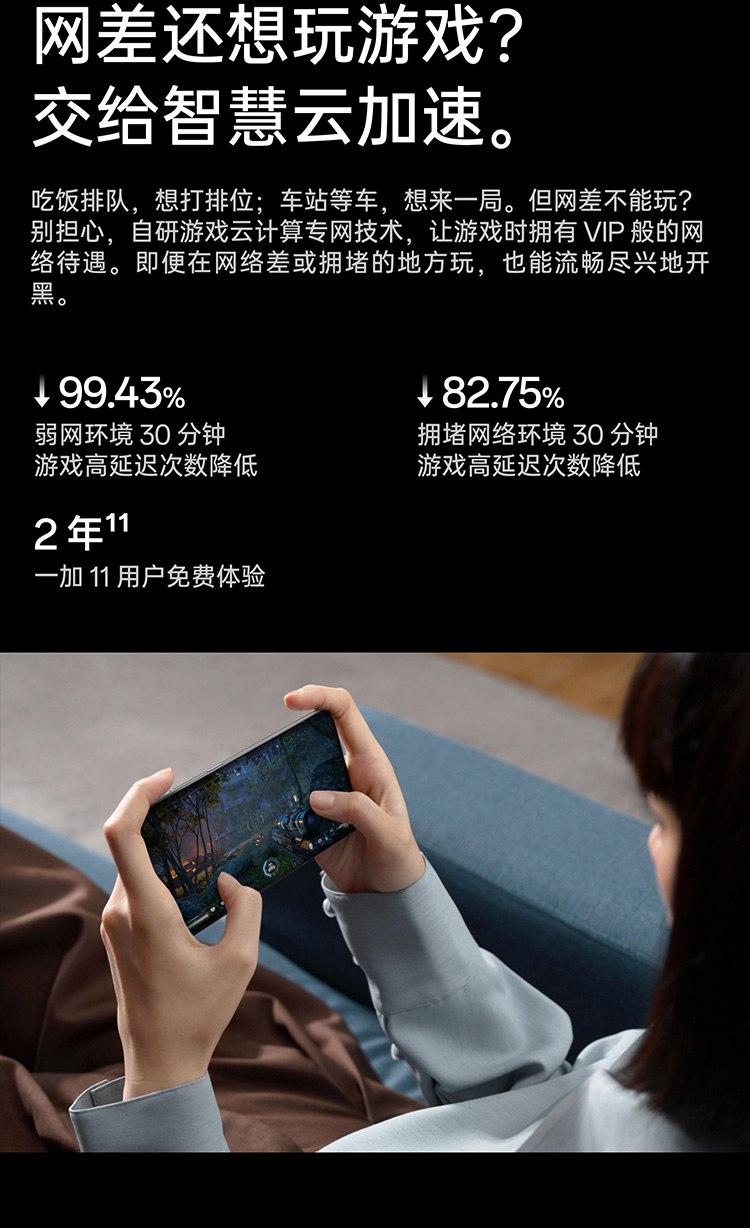 网差还想玩游戏？
交给智慧云加速。
吃饭排队，想打排位；车站等车，想来一局。但网差不能玩？
别担心，自研游戏云计算专网技术，让游戏时拥有 VIP 般的网
络待遇。即便在网络差或拥堵的地方玩，也能流畅尽兴地开
黑。
↓99.43%
弱网环境 30 分钟
游戏高延迟次数降低
↓82.75%
拥堵网络环境 30 分钟
游戏高延迟次数降低
2 年¹¹
一加 11 用户免费体验